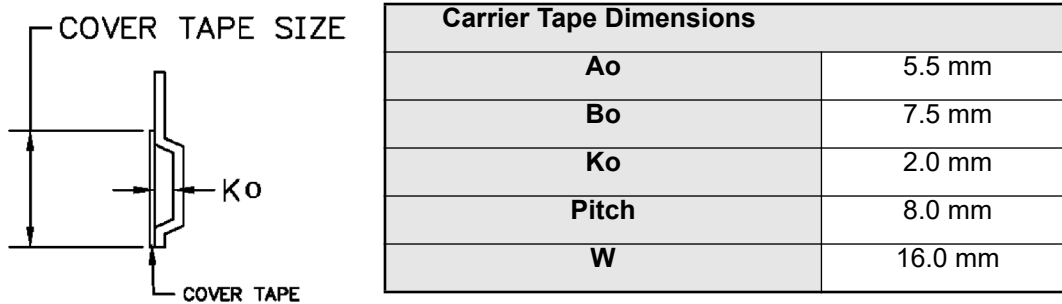 COVER TAPE SIZE
Ko
COVER TAPE
Carrier Tape Dimensions
Ao 5.5 mm
Bo 7.5 mm
Ko 2.0 mm
Pitch 8.0 mm
W 16.0 mm